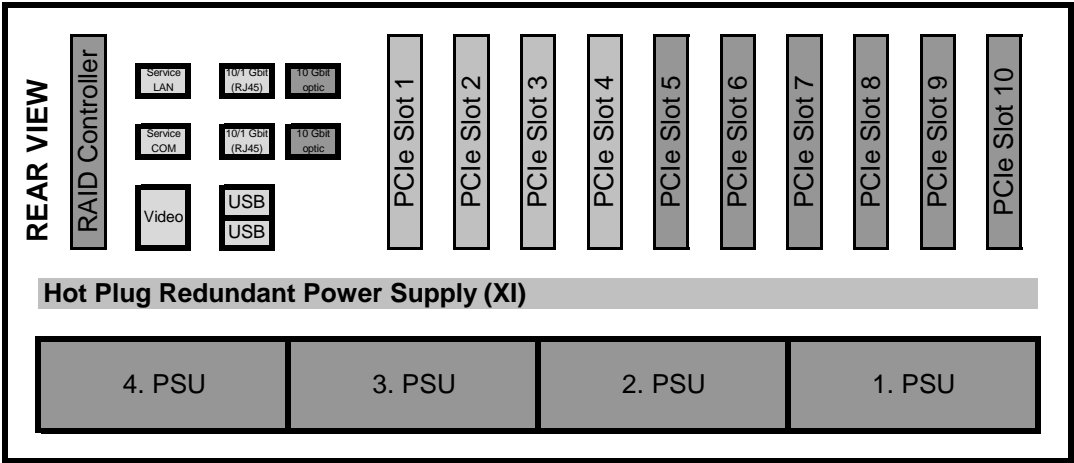 REAR VIEW
RAID Controller
Service
LAN
10/1 Gbit
(RJ45)
10 Gbit
optic
Service
COM
10/1 Gbit
(RJ45)
10 Gbit
optic
Video
USB
USB
PCIe Slot 1
PCIe Slot 2
PCIe Slot 3
PCIe Slot 4
PCIe Slot 5
PCIe Slot 6
PCIe Slot 7
PCIe Slot 8
PCIe Slot 9
PCIe Slot 10
Hot Plug Redundant Power Supply (XI)
4. PSU
3. PSU
2. PSU
1. PSU